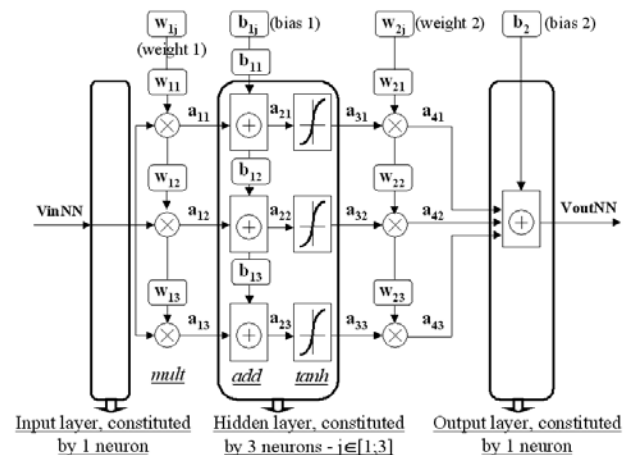 w1j b1j (bias 1) w2j (weight 2) b2 (bias 2)
(weight 1)
b11
w11 w21
a11 a21 a31 a41
w12 b12 w22
VinNN a12 a22 a32 a42 VoutNN
w13 b13 w23
a13 a23 a33 a43
mult add tanh
Input layer, constituted by 1 neuron
Hidden layer, constituted by 3 neurons - j∈[1;3]
Output layer, constituted by 1 neuron